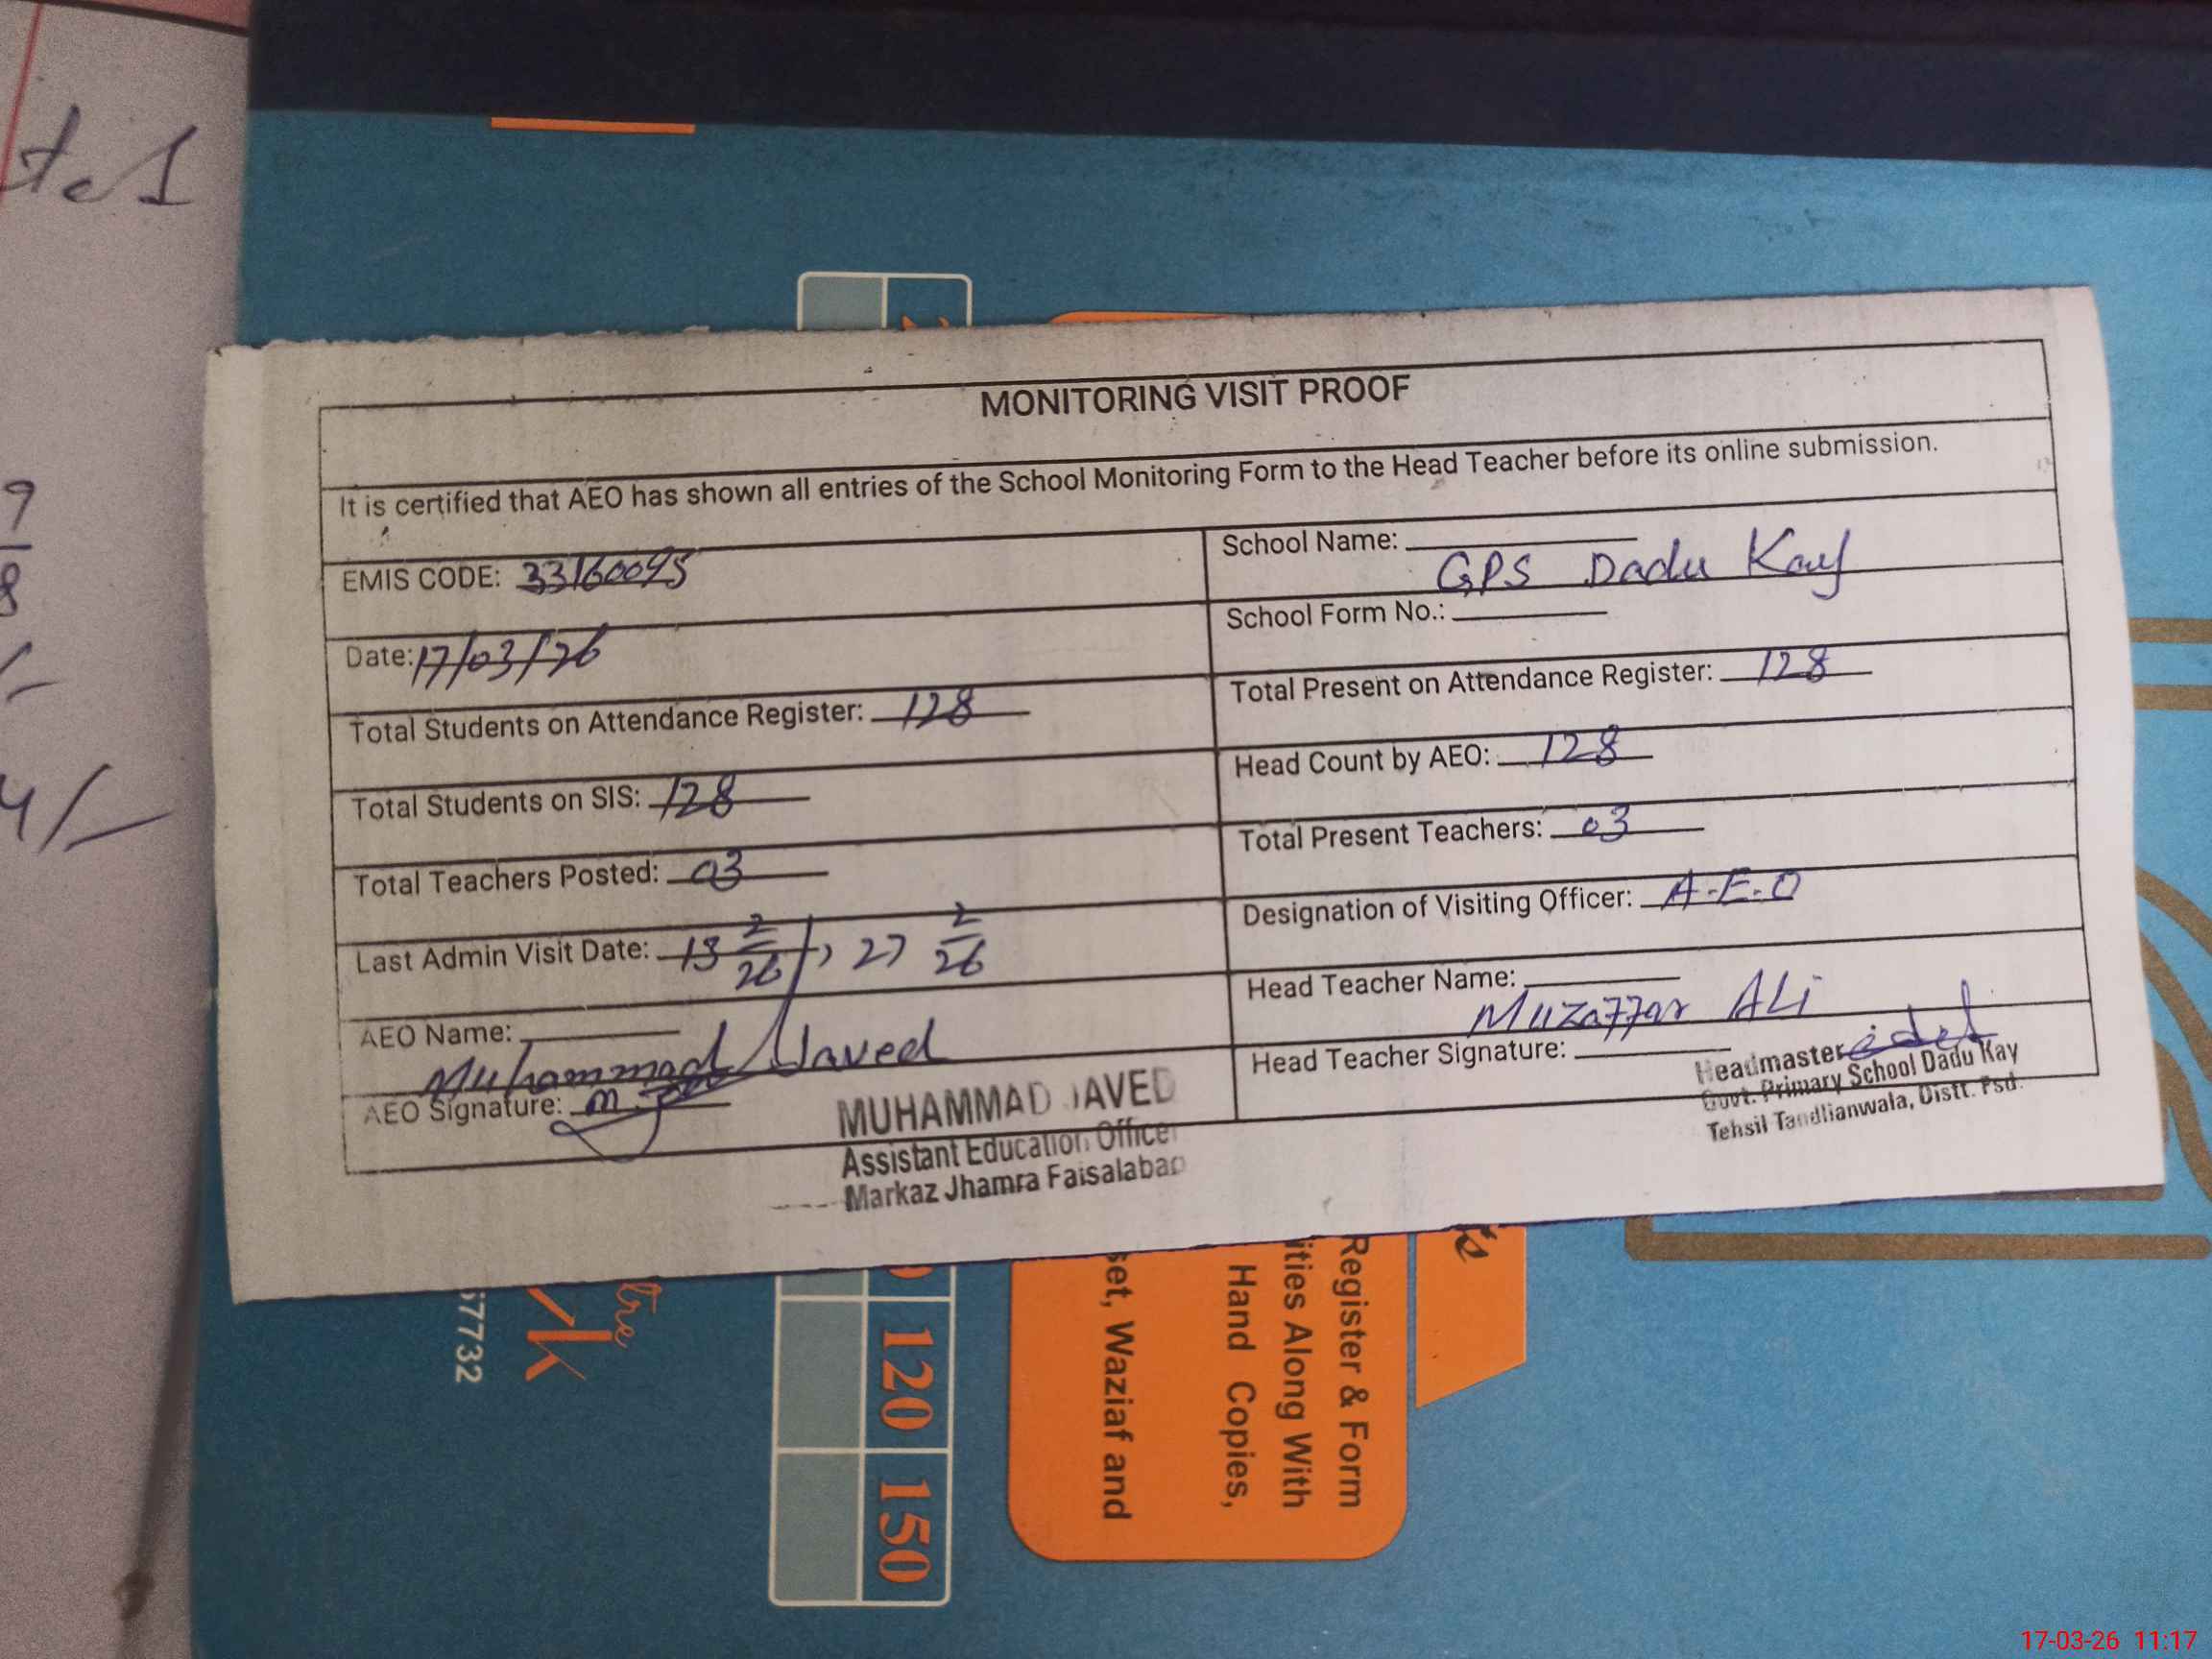 MONITORING VISIT PROOF
It is certified that AEO has shown all entries of the School Monitoring Form to the Head Teacher before its online submission.
EMIS CODE: 33160095
School Name: GPS Dadu Kay
Date: 17/03/26
School Form No.:
Total Students on Attendance Register: 128
Total Present on Attendance Register: 128
Total Students on SIS: 128
Head Count by AEO: 128
Total Teachers Posted: 03
Total Present Teachers: 03
Last Admin Visit Date: 13 2/26, 27 2/26
Designation of Visiting Officer: A.E.O
AEO Name: Muhammad Javed
Head Teacher Name: Muzaffar Ali
AEO Signature:
Head Teacher Signature:
MUHAMMAD JAVED
Assistant Education Officer
Markaz Jhamra Faisalabad
Headmaster
Govt. Primary School Dadu Kay
Tehsil Tandlianwala, Distt. Fsd.
Register & Form
ities Along With
Hand Copies,
set, Waziaf and
120
150
57732
tre
9
8
4/-
17-03-26 11:17